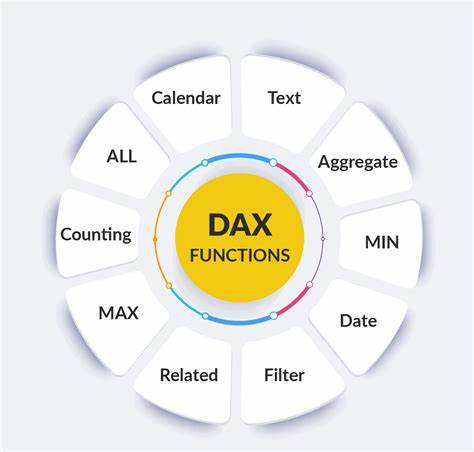 Calendar
Text
ALL
Aggregate
Counting
DAX
FUNCTIONS
MIN
MAX
Date
Related
Filter